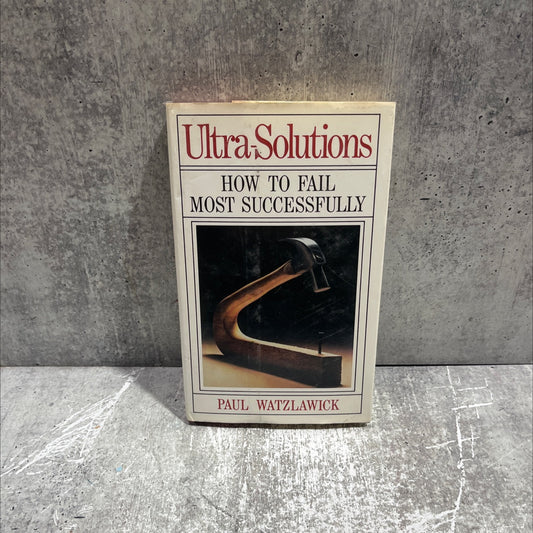 Ultra-Solutions
HOW TO FAIL
MOST SUCCESSFULLY
PAUL WATZLAWICK